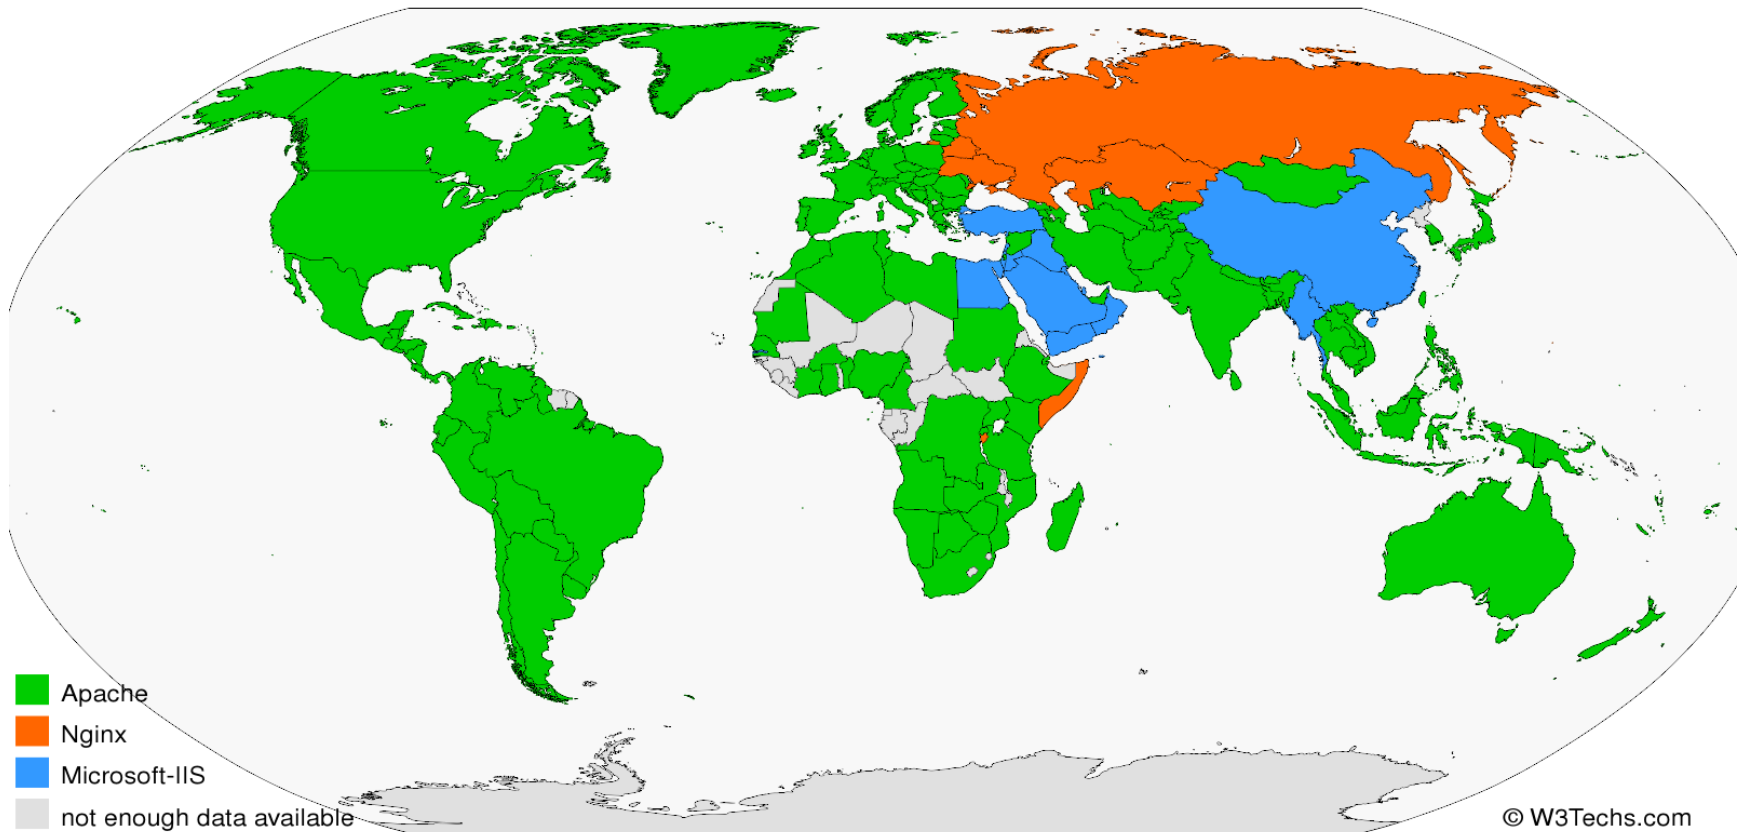 Apache
Nginx
Microsoft-IIS
not enough data available
© W3Techs.com